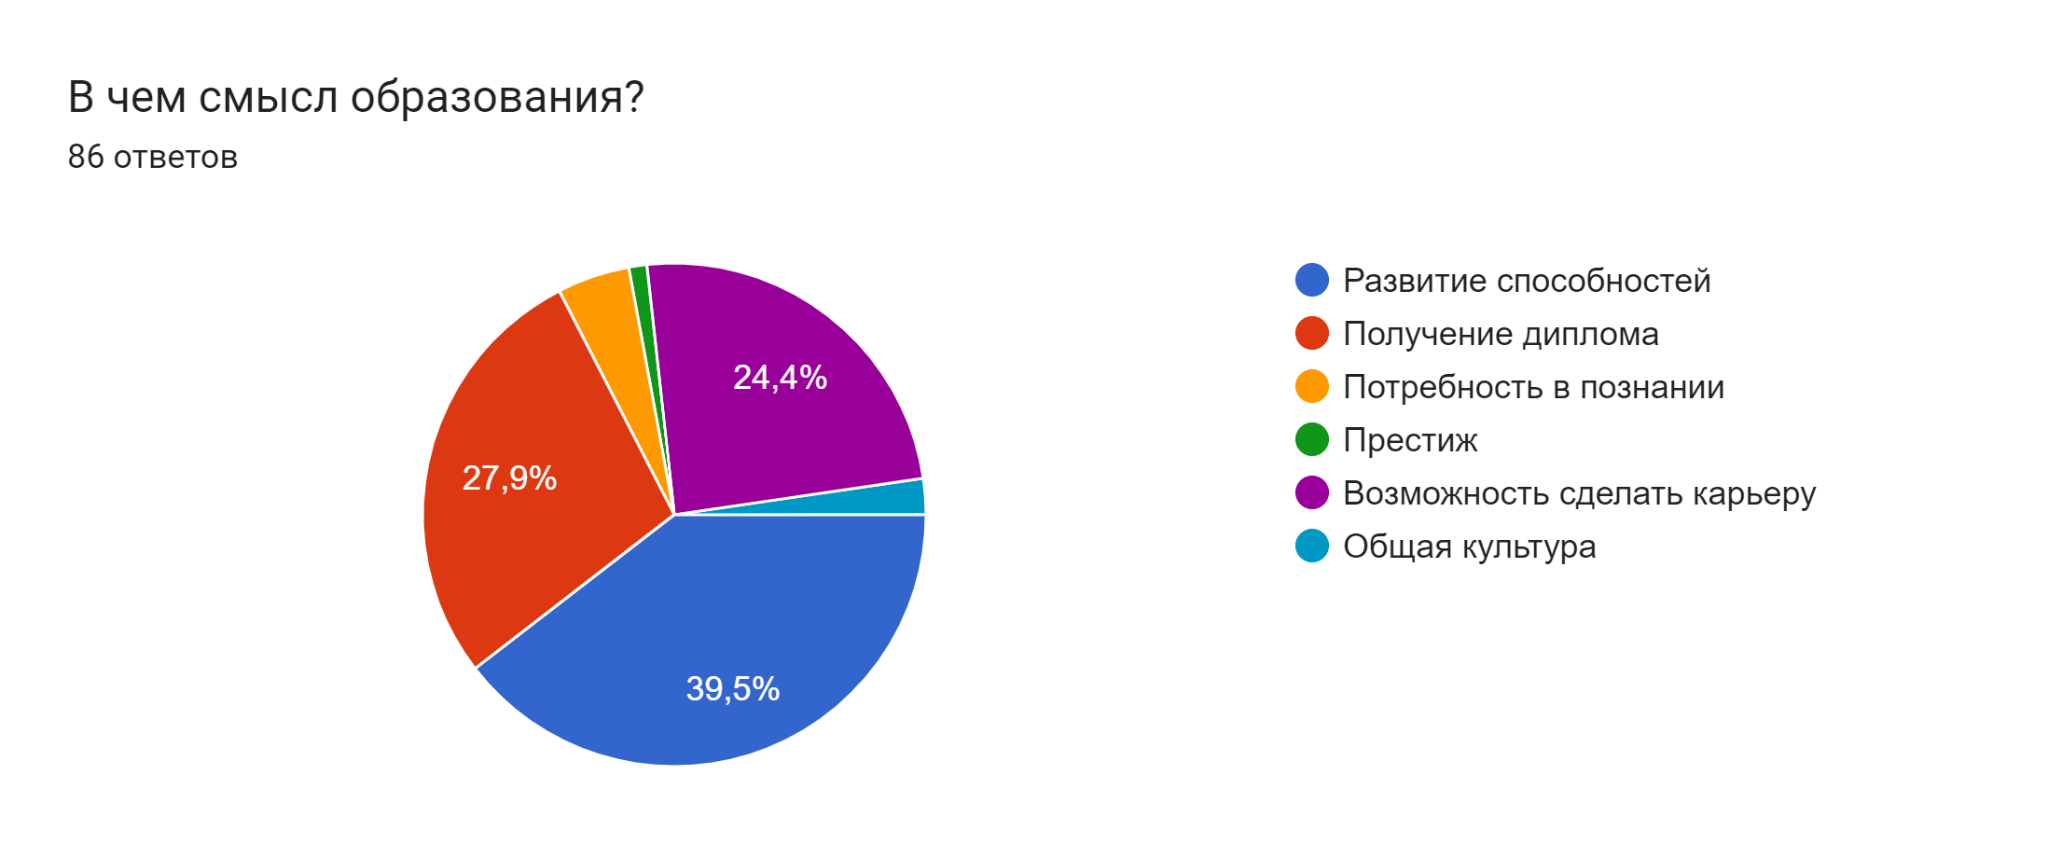 В чем смысл образования?
86 ответов
24,4%
27,9%
39,5%
Развитие способностей
Получение диплома
Потребность в познании
Престиж
Возможность сделать карьеру
Общая культура